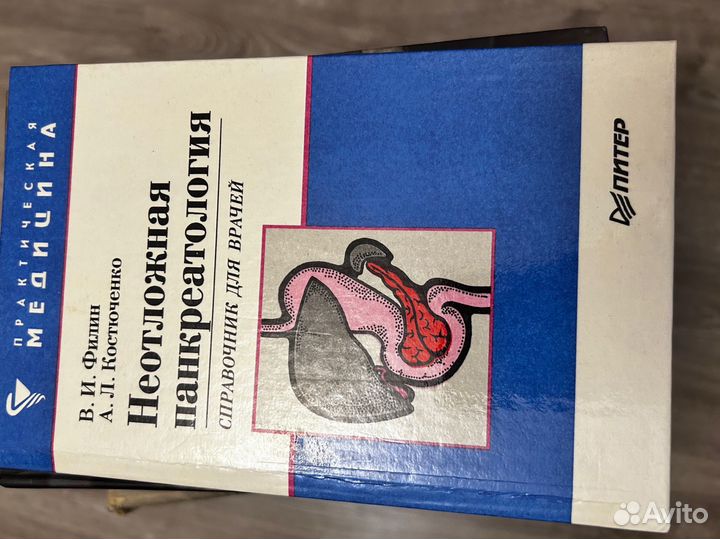 ПРАКТИЧЕСКАЯ
МЕДИЦИНА
В. И. Филин
А. Л. Костюченко
Неотложная
панкреатология
СПРАВОЧНИК ДЛЯ ВРАЧЕЙ
ПИТЕР
Avito